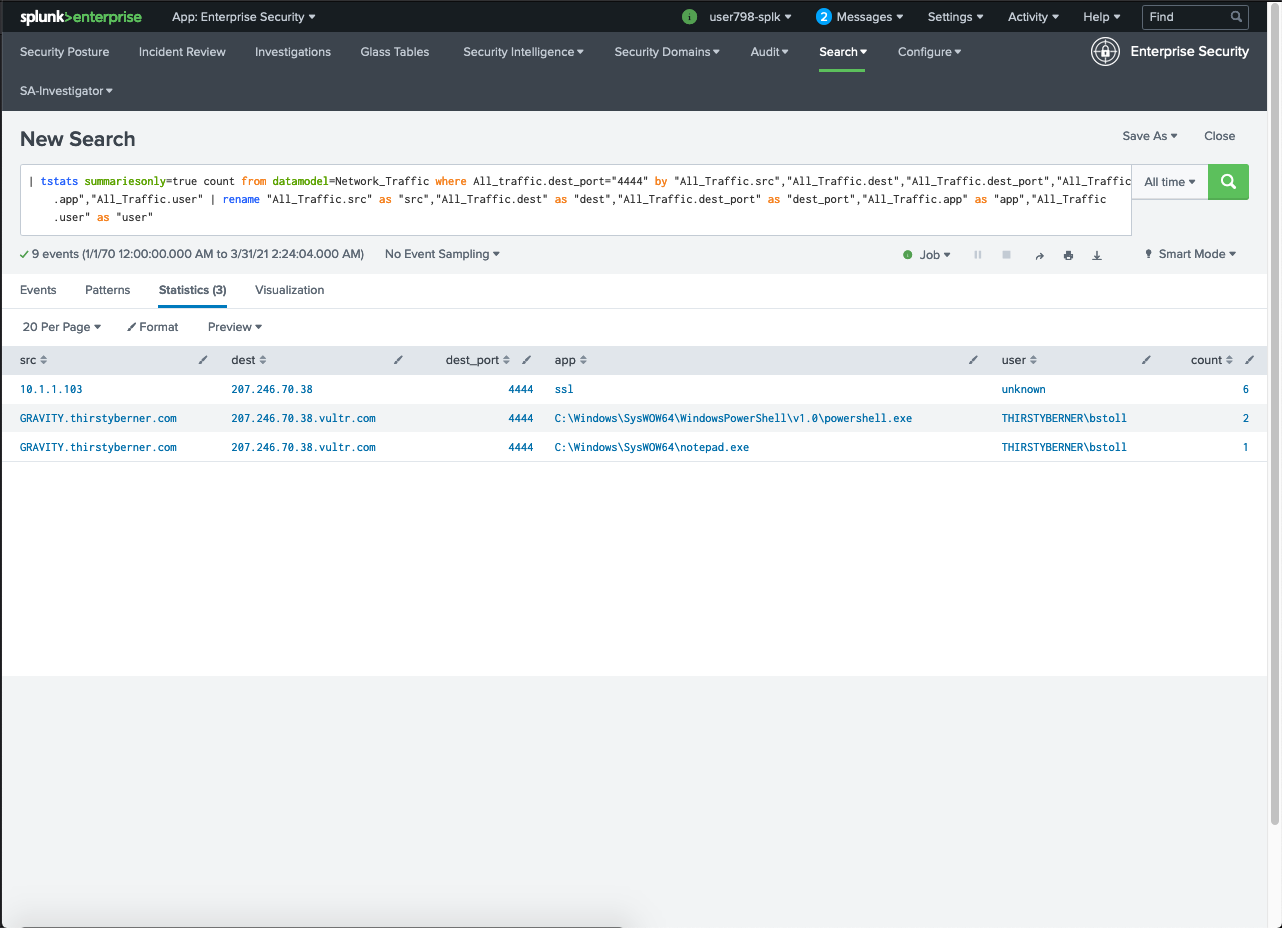 splunk>enterprise App: Enterprise Security i user798-splk 2 Messages Settings Activity Help Find
Security Posture Incident Review Investigations Glass Tables Security Intelligence Security Domains Audit Search Configure Enterprise Security
SA-Investigator
New Search
Save As Close
| tstats summariesonly=true count from datamodel=Network_Traffic where All_traffic.dest_port="4444" by "All_Traffic.src","All_Traffic.dest","All_Traffic.dest_port","All_Traffic
.app","All_Traffic.user" | rename "All_Traffic.src" as "src","All_Traffic.dest" as "dest","All_Traffic.dest_port" as "dest_port","All_Traffic.app" as "app","All_Traffic
.user" as "user"
All time
✓ 9 events (1/1/70 12:00:00.000 AM to 3/31/21 2:24:04.000 AM) No Event Sampling Job Smart Mode
Events Patterns Statistics (3) Visualization
20 Per Page Format Preview
src dest dest_port app user count
10.1.1.103 207.246.70.38 4444 ssl unknown 6
GRAVITY.thirstyberner.com 207.246.70.38.vultr.com 4444 C:\Windows\SysWOW64\WindowsPowerShell\v1.0\powershell.exe THIRSTYBERNER\bstoll 2
GRAVITY.thirstyberner.com 207.246.70.38.vultr.com 4444 C:\Windows\SysWOW64\notepad.exe THIRSTYBERNER\bstoll 1